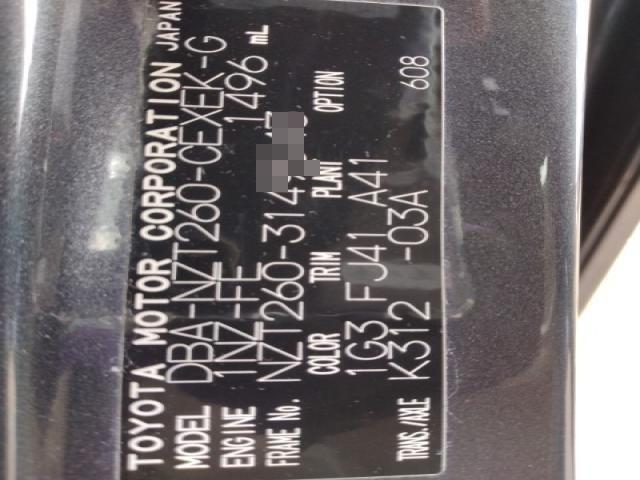 TOYOTA MOTOR CORPORATION JAPAN
MODEL DBA-NZT260-CEXEK-G
ENGINE 1NZ-FE 1496 mL
FRAME No. NZT260-314
COLOR TRIM PLANT OPTION
1G3 FJ41 A41
TRANS./AXLE K312 -03A 608